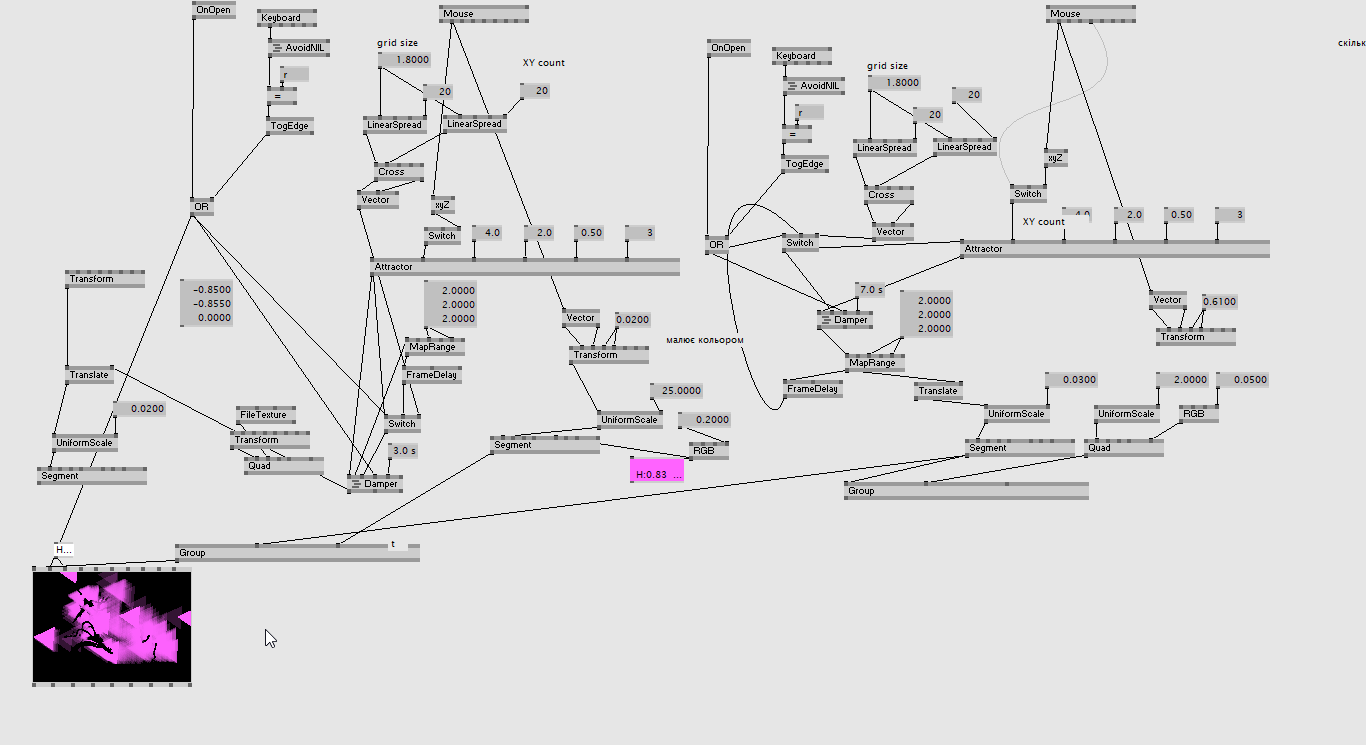 OnOpen
Keyboard
Mouse
Mouse
grid size
AvoidNIL
1.8000
XY count
r
20
20
=
TogEdge
LinearSpread
LinearSpread
Cross
Vector
OR
xyZ
Switch
4.0
2.0
0.50
3
Attractor
OnOpen
Keyboard
grid size
AvoidNIL
1.8000
r
20
20
=
TogEdge
LinearSpread
LinearSpread
xyZ
Cross
Switch
Vector
OR
Switch
XY count
2.0
0.50
3
Attractor
скільк
Transform
-0.8500
-0.8550
0.0000
2.0000
2.0000
2.0000
Vector
0.0200
MapRange
Transform
малює кольором
7.0 s
2.0000
2.0000
2.0000
Damper
Vector
0.6100
Transform
MapRange
Translate
FrameDelay
FrameDelay
Translate
0.0300
2.0000
0.0500
0.0200
FileTexture
25.0000
0.2000
UniformScale
UniformScale
RGB
UniformScale
Transform
Switch
UniformScale
Segment
Quad
3.0 s
Segment
RGB
Segment
Quad
Damper
H:0.83 ...
Group
H...
Group
t